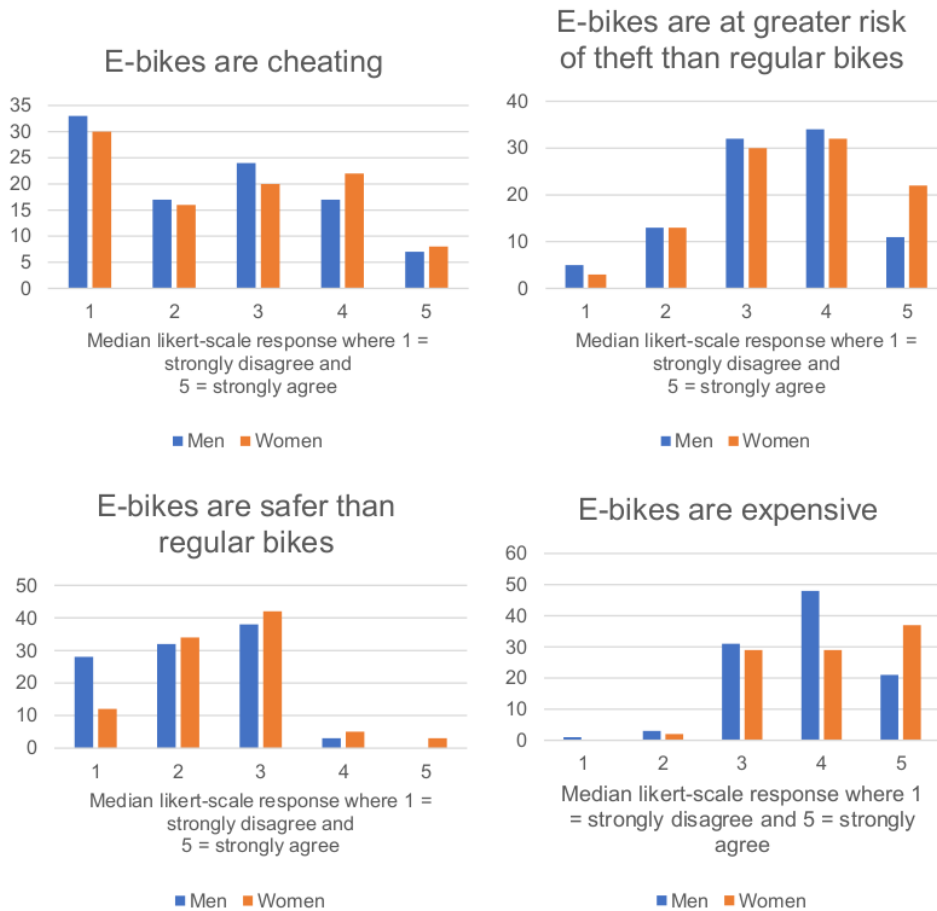 E-bikes are cheating
35
30
25
20
15
10
5
0
1 2 3 4 5
Median likert-scale response where 1 =
strongly disagree and
5 = strongly agree
Men Women
E-bikes are at greater risk
of theft than regular bikes
40
30
20
10
0
1 2 3 4 5
Median likert-scale response where 1 =
strongly disagree and
5 = strongly agree
Men Women
E-bikes are safer than
regular bikes
50
40
30
20
10
0
1 2 3 4 5
Median likert-scale response where 1 =
strongly disagree and
5 = strongly agree
Men Women
E-bikes are expensive
60
50
40
30
20
10
0
1 2 3 4 5
Median likert-scale response where 1
= strongly disagree and 5 = strongly
agree
Men Women